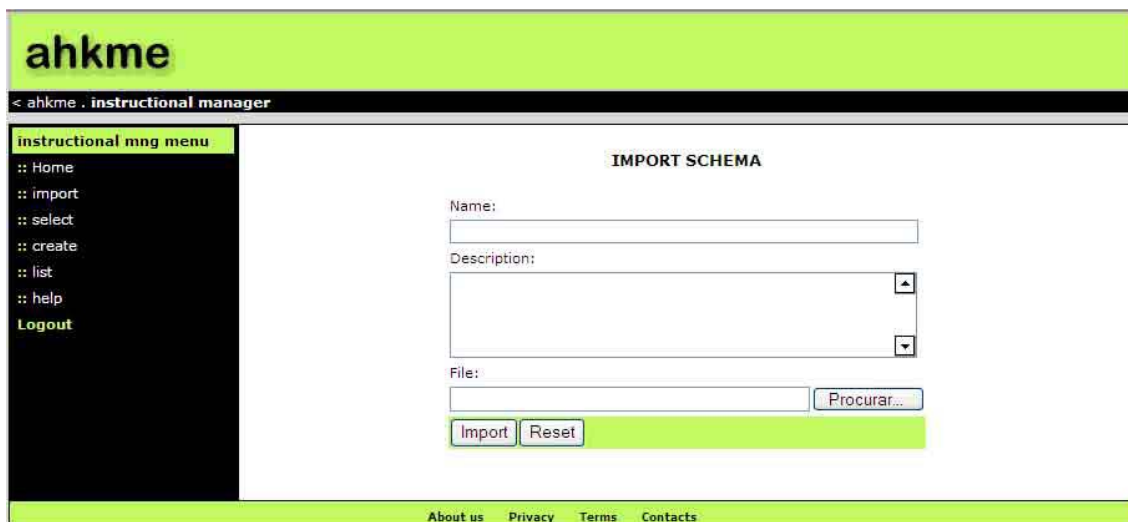 ahkme
< ahkme . instructional manager
instructional mng menu
:: Home
:: import
:: select
:: create
:: list
:: help
Logout
IMPORT SCHEMA
Name:
Description:
File:
Procurar...
Import Reset
About us Privacy Terms Contacts